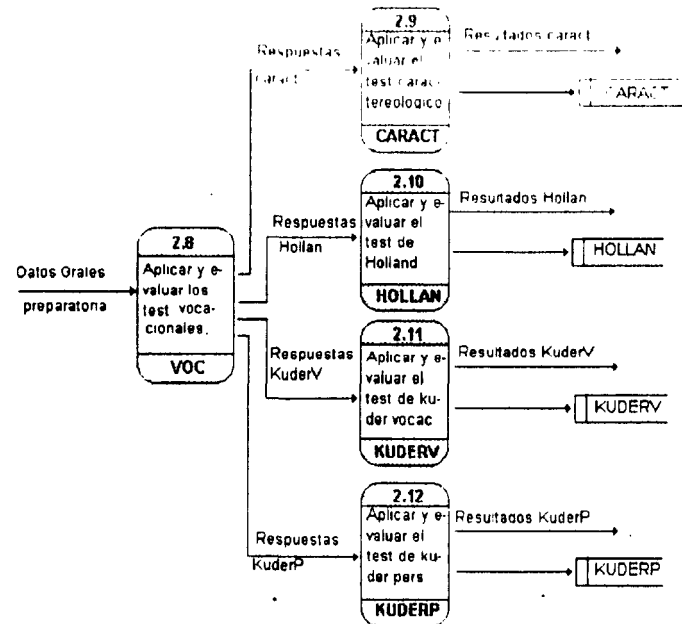 Datos Grales
preparatoria
2.8
Aplicar y e-
valuar los
test voca-
cionales.
VOC
Respuestas
caract
2.9
Aplicar y e-
valuar el
test carac-
tereologico
CARACT
Resultados caract
CARACT
Respuestas
Hollan
2.10
Aplicar y e-
valuar el
test de
Holland
HOLLAN
Resultados Hollan
HOLLAN
Respuestas
KuderV
2.11
Aplicar y e-
valuar el
test de ku-
der vocac
KUDERV
Resultados KuderV
KUDERV
Respuestas
KuderP
2.12
Aplicar y e-
valuar el
test de ku-
der pers
KUDERP
Resultados KuderP
KUDERP